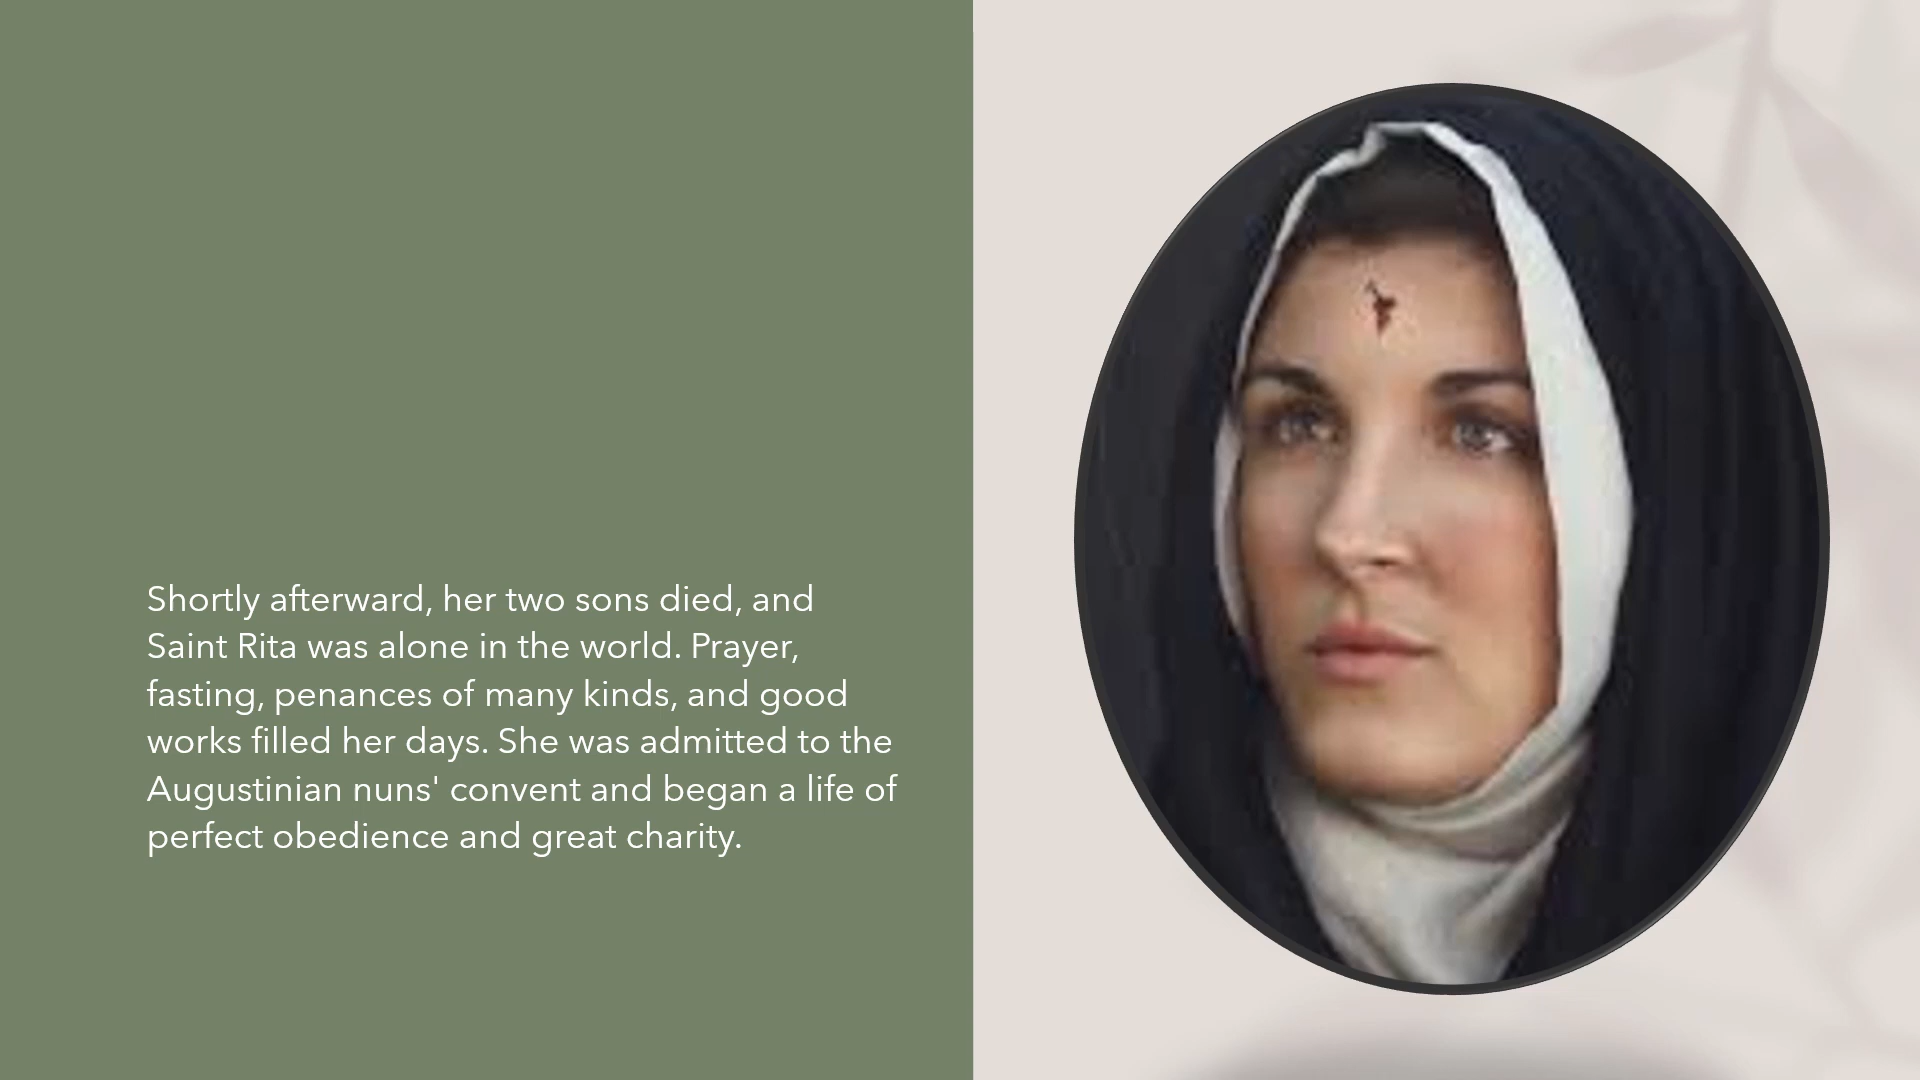 Shortly afterward, her two sons died, and
Saint Rita was alone in the world. Prayer,
fasting, penances of many kinds, and good
works filled her days. She was admitted to the
Augustinian nuns' convent and began a life of
perfect obedience and great charity.